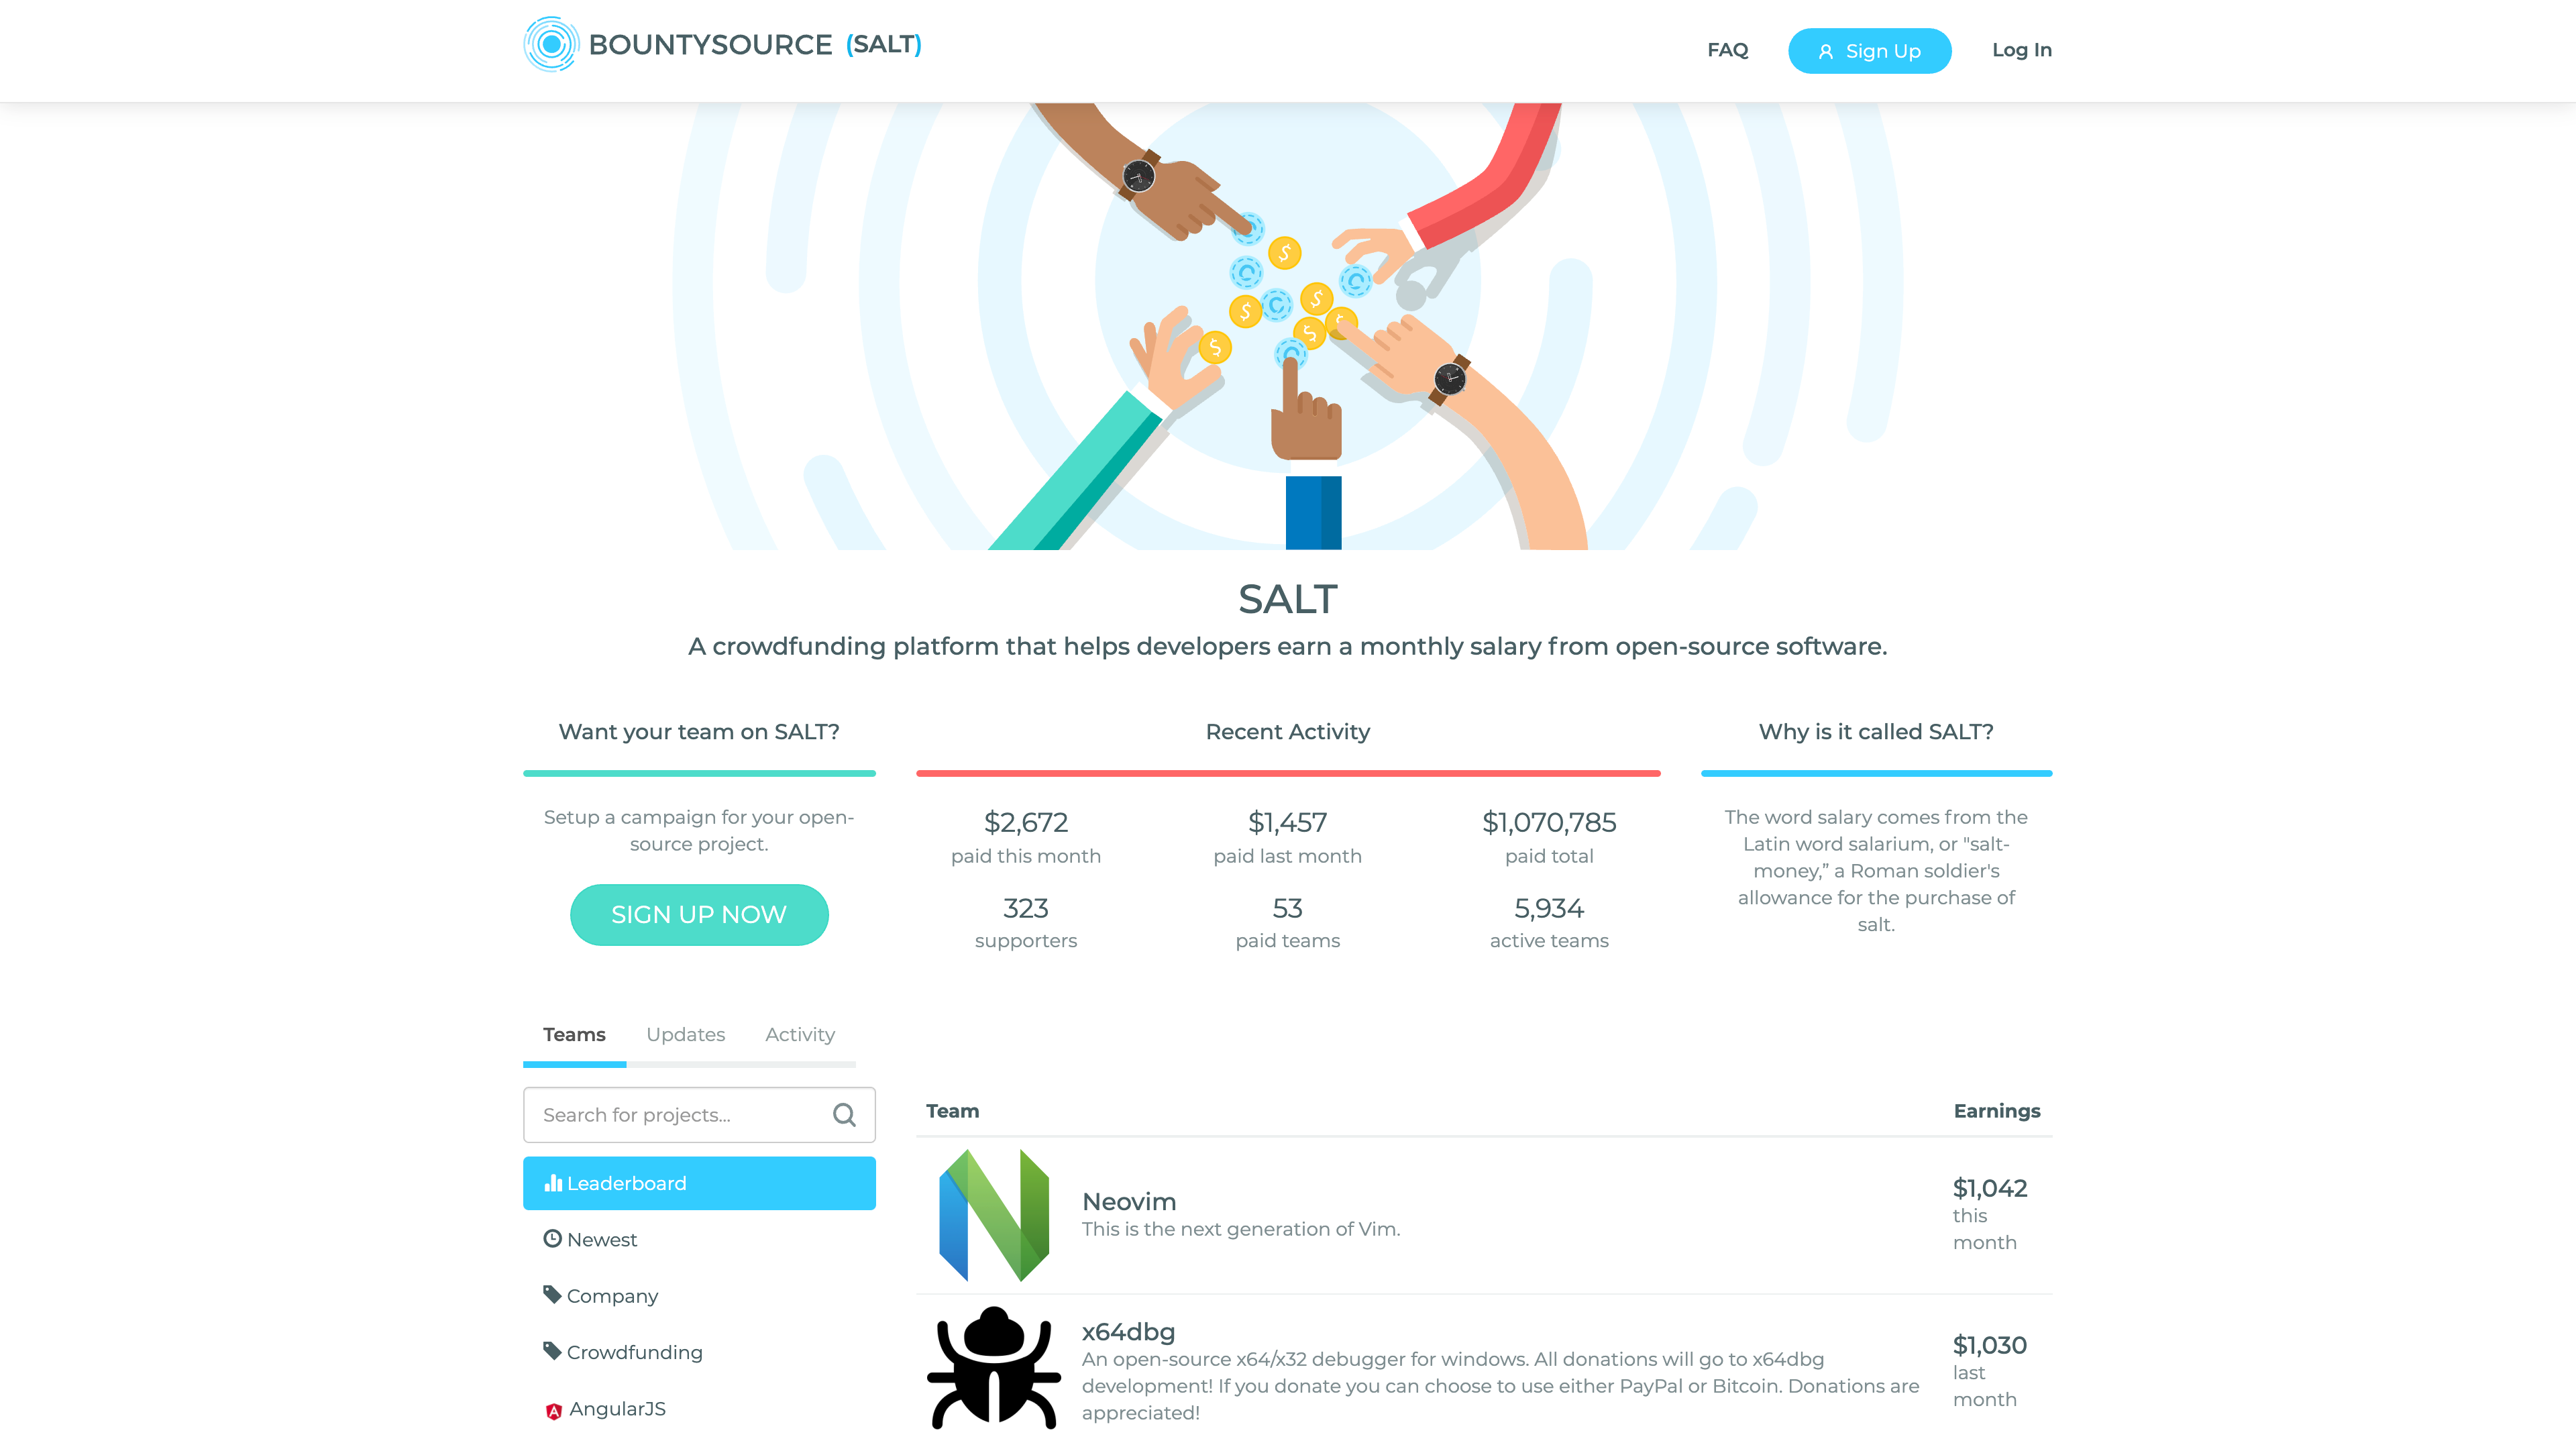 BOUNTYSOURCE (SALT)
FAQ
Sign Up
Log In
SALT
A crowdfunding platform that helps developers earn a monthly salary from open-source software.
Want your team on SALT?
Setup a campaign for your open-
source project.
SIGN UP NOW
Recent Activity
$2,672
paid this month
$1,457
paid last month
$1,070,785
paid total
323
supporters
53
paid teams
5,934
active teams
Why is it called SALT?
The word salary comes from the
Latin word salarium, or "salt-
money,” a Roman soldier's
allowance for the purchase of
salt.
Teams
Updates
Activity
Search for projects...
Leaderboard
Newest
Company
Crowdfunding
AngularJS
Team
Earnings
Neovim
This is the next generation of Vim.
$1,042
this
month
x64dbg
An open-source x64/x32 debugger for windows. All donations will go to x64dbg
development! If you donate you can choose to use either PayPal or Bitcoin. Donations are
appreciated!
$1,030
last
month